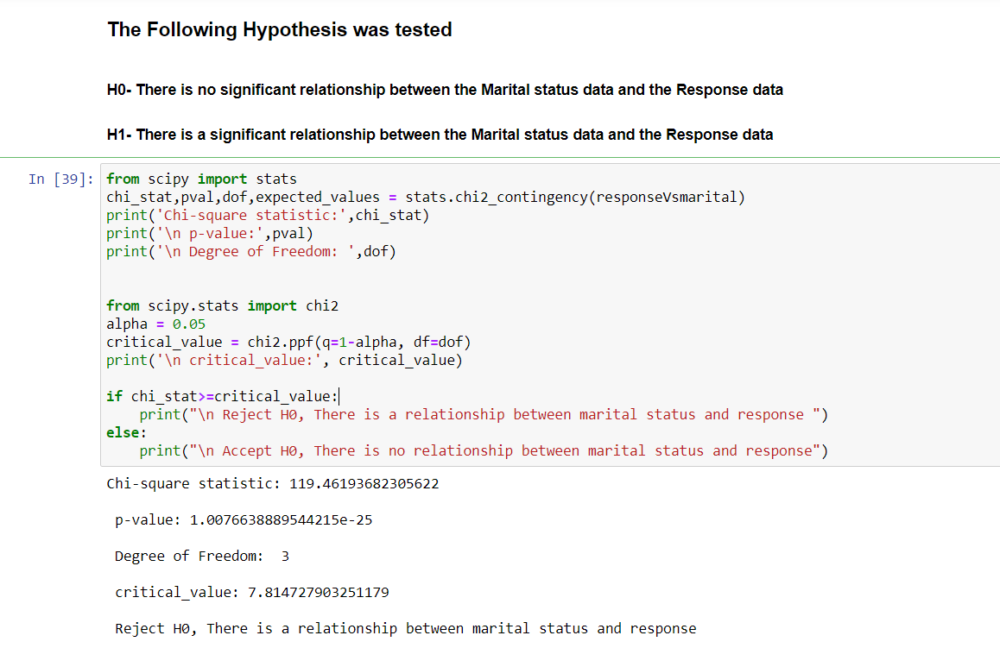 The Following Hypothesis was tested
H0- There is no significant relationship between the Marital status data and the Response data
H1- There is a significant relationship between the Marital status data and the Response data
In [39]: from scipy import stats
chi_stat,pval,dof,expected_values = stats.chi2_contingency(responseVsmarital)
print('Chi-square statistic:',chi_stat)
print('\n p-value:',pval)
print('\n Degree of Freedom: ',dof)
from scipy.stats import chi2
alpha = 0.05
critical_value = chi2.ppf(q=1-alpha, df=dof)
print('\n critical_value:', critical_value)
if chi_stat>=critical_value:
    print("\n Reject H0, There is a relationship between marital status and response ")
else:
    print("\n Accept H0, There is no relationship between marital status and response")
Chi-square statistic: 119.46193682305622
 p-value: 1.0076638889544215e-25
 Degree of Freedom:  3
 critical_value: 7.814727903251179
 Reject H0, There is a relationship between marital status and response